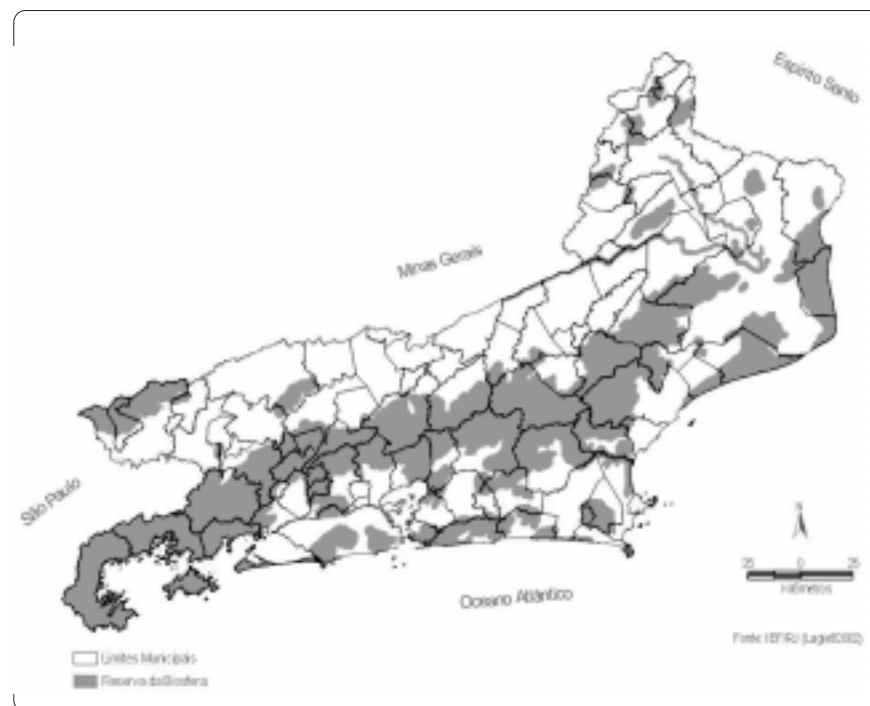 Espírito Santo
Minas Gerais
São Paulo
N
25 0 25
Kilômetros
Oceano Atlântico
Fonte: IEF/RJ
Limites Municipais
Reserva da Biosfera